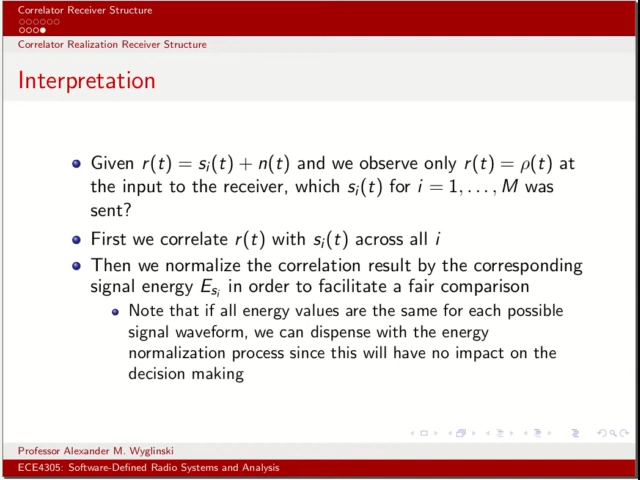 Correlator Receiver Structure
Correlator Realization Receiver Structure
Interpretation
Given r(t) = sᵢ(t) + n(t) and we observe only r(t) = ρ(t) at
the input to the receiver, which sᵢ(t) for i = 1, . . . , M was
sent?
First we correlate r(t) with sᵢ(t) across all i
Then we normalize the correlation result by the corresponding
signal energy E_{sᵢ} in order to facilitate a fair comparison
Note that if all energy values are the same for each possible
signal waveform, we can dispense with the energy
normalization process since this will have no impact on the
decision making
Professor Alexander M. Wyglinski
ECE4305: Software-Defined Radio Systems and Analysis